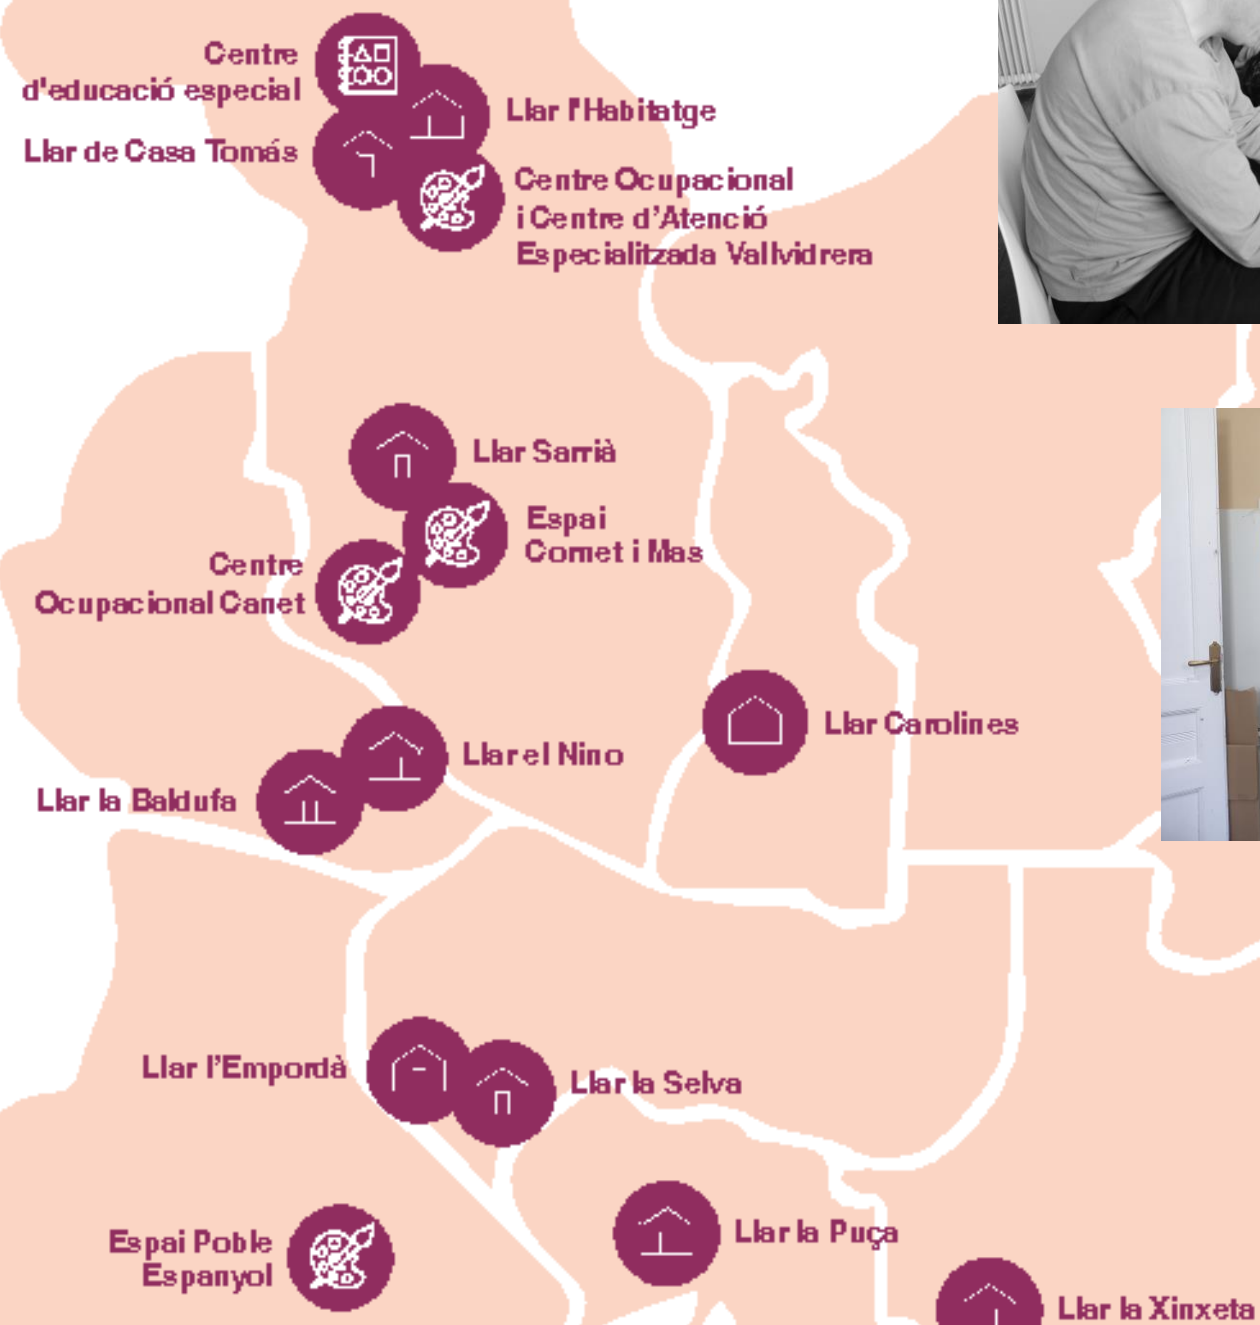 Centre
d'educació especial
Llar l'Habitatge
Llar de Casa Tomás
Centre Ocupacional
i Centre d'Atenció
Especialitzada Vallvidrera
Llar Sarrià
Espai
Comet i Mas
Centre
Ocupacional Canet
Llar Carolines
Llar el Nino
Llar la Baldufa
Llar l'Empordà
Llar la Selva
Llar la Puça
Espai Poble
Espanyol
Llar la Xinxeta